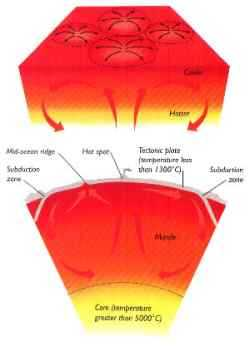 Cooler
Hotter
Mid-ocean ridge
Hot spot
Tectonic plate
(temperature less
than 1300°C)
Subduction
zone
Subduction
zone
Mantle
Core (temperature
greater than 5000°C)